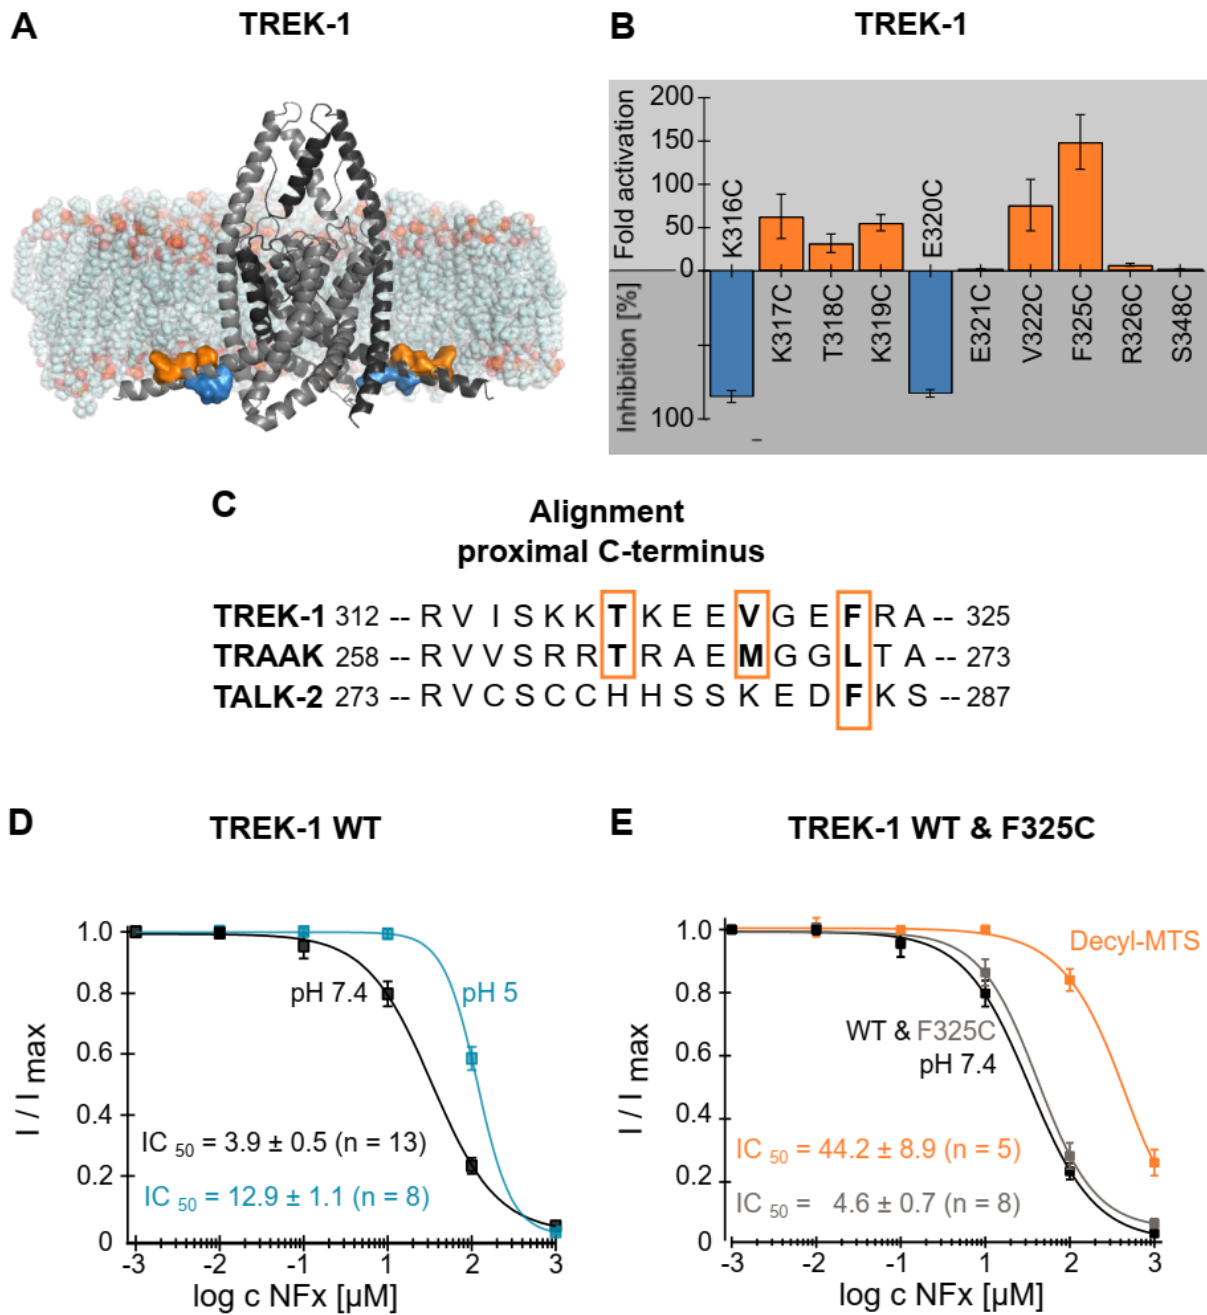 A
TREK-1
B
TREK-1
Fold activation
Inhibition [%]
200
150
100
50
0
100
K316C
K317C
T318C
K319C
E320C
E321C
V322C
F325C
R326C
S348C
C
Alignment
proximal C-terminus
TREK-1 312 -- R V I S K K T K E E V G E F R A -- 325
TRAAK 258 -- R V V S R R T R A E M G G L T A -- 273
TALK-2 273 -- R V C S C C H H S S K E D F K S -- 287
D
TREK-1 WT
I / I max
1.0
0.8
0.6
0.4
0.2
0
pH 7.4
pH 5
IC 50 = 3.9 ± 0.5 (n = 13)
IC 50 = 12.9 ± 1.1 (n = 8)
-3 -2 -1 1 2 3
log c NFx [µM]
E
TREK-1 WT & F325C
I / I max
1.0
0.8
0.6
0.4
0.2
0
Decyl-MTS
WT & F325C
pH 7.4
IC 50 = 44.2 ± 8.9 (n = 5)
IC 50 = 4.6 ± 0.7 (n = 8)
-3 -2 -1 1 2 3
log c NFx [µM]